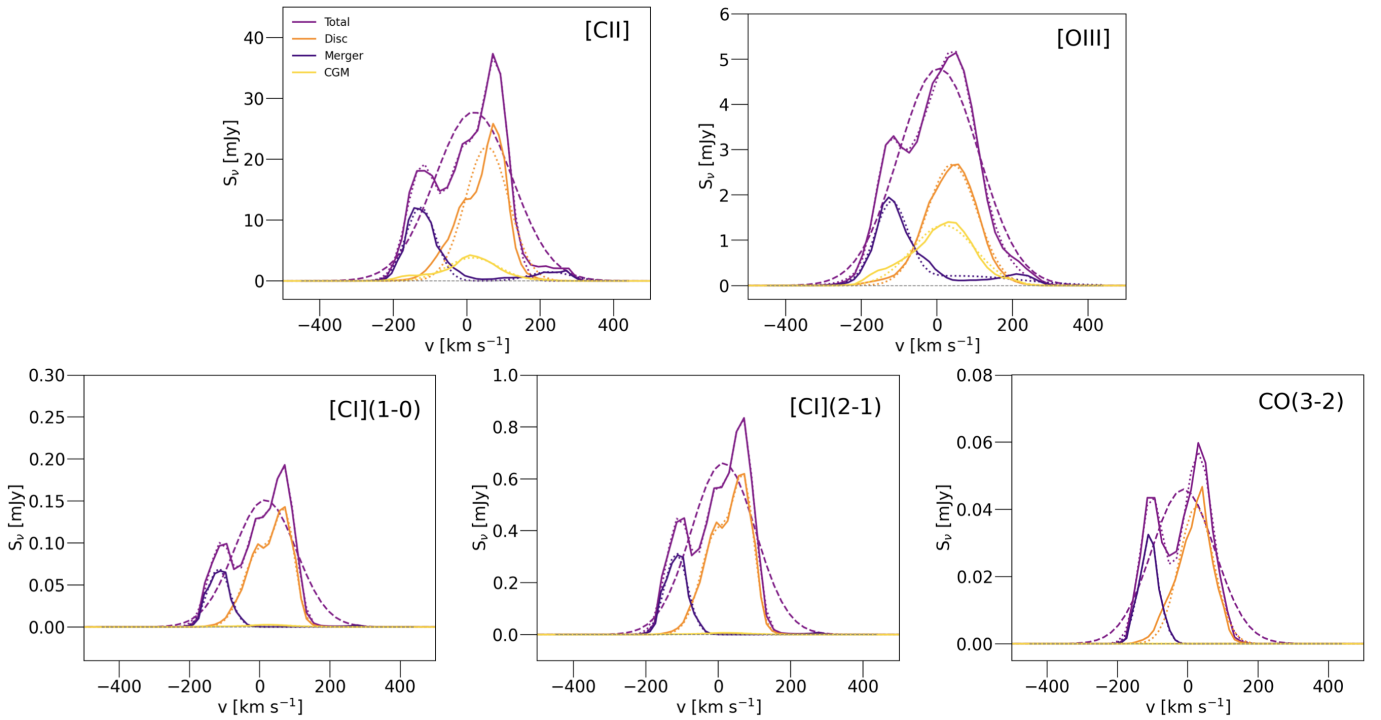 [CII]
Total
Disc
Merger
CGM
40
30
20
10
0
Sν [mJy]
−400 −200 0 200 400
v [km s⁻¹]
[OIII]
6
5
4
3
2
1
0
Sν [mJy]
−400 −200 0 200 400
v [km s⁻¹]
[CI](1-0)
0.30
0.25
0.20
0.15
0.10
0.05
0.00
Sν [mJy]
−400 −200 0 200 400
v [km s⁻¹]
[CI](2-1)
1.0
0.8
0.6
0.4
0.2
0.0
Sν [mJy]
−400 −200 0 200 400
v [km s⁻¹]
CO(3-2)
0.08
0.06
0.04
0.02
0.00
Sν [mJy]
−400 −200 0 200 400
v [km s⁻¹]